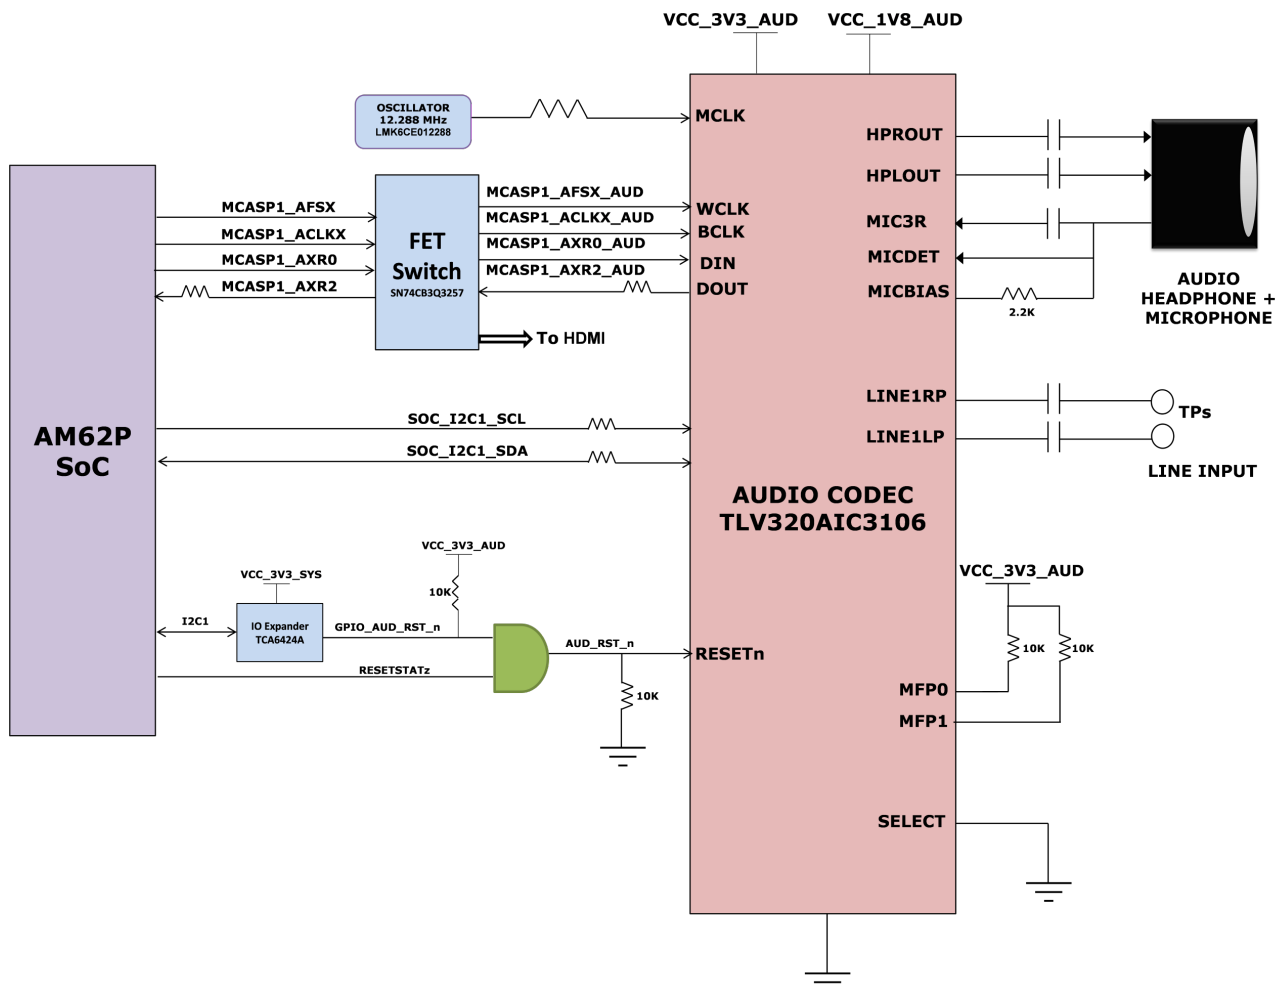 VCC_3V3_AUD
VCC_1V8_AUD
OSCILLATOR
12.288 MHz
LMK6CE012288
MCLK
HPROUT
HPLOUT
MIC3R
MICDET
MICBIAS
2.2K
AUDIO
HEADPHONE +
MICROPHONE
MCASP1_AFSX
MCASP1_ACLKX
MCASP1_AXR0
MCASP1_AXR2
FET
Switch
SN74CB3Q3257
MCASP1_AFSX_AUD
MCASP1_ACLKX_AUD
MCASP1_AXR0_AUD
MCASP1_AXR2_AUD
WCLK
BCLK
DIN
DOUT
To HDMI
AM62P
SoC
SOC_I2C1_SCL
SOC_I2C1_SDA
LINE1RP
LINE1LP
TPs
LINE INPUT
AUDIO CODEC
TLV320AIC3106
VCC_3V3_AUD
10K
VCC_3V3_SYS
I2C1
IO Expander
TCA6424A
GPIO_AUD_RST_n
RESETSTATz
AUD_RST_n
10K
RESETn
VCC_3V3_AUD
10K
10K
MFP0
MFP1
SELECT